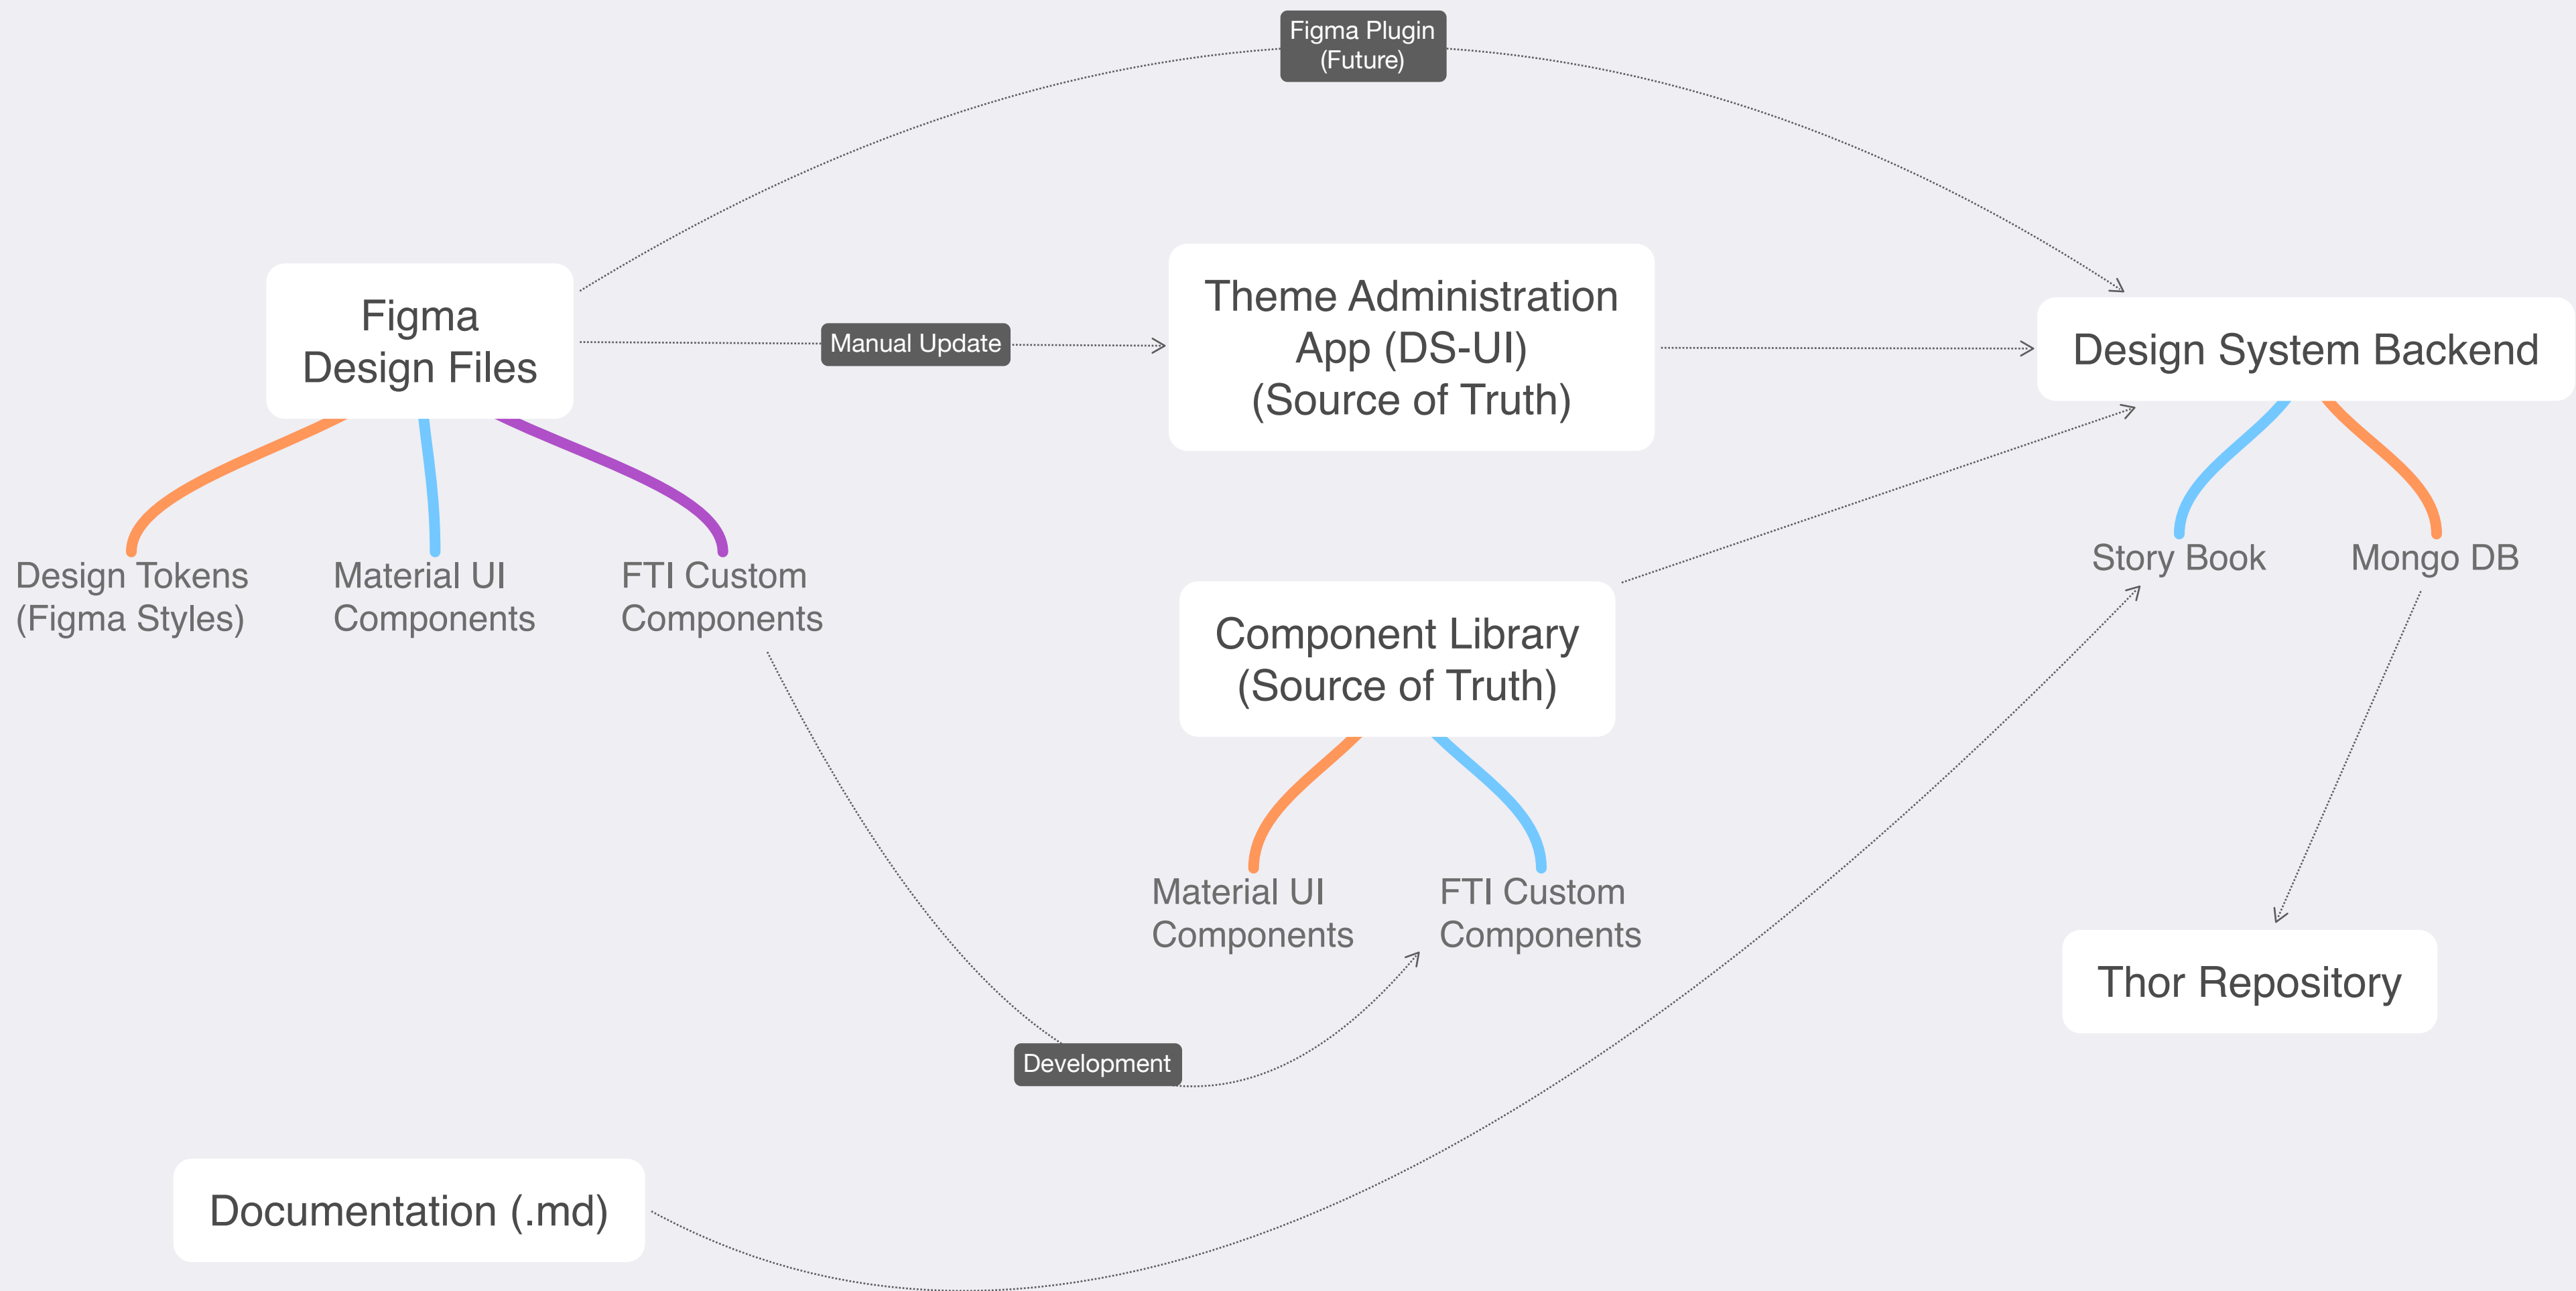 Figma Plugin
(Future)
Figma
Design Files
Manual Update
Theme Administration
App (DS-UI)
(Source of Truth)
Design System Backend
Design Tokens
(Figma Styles)
Material UI
Components
FTI Custom
Components
Story Book
Mongo DB
Component Library
(Source of Truth)
Material UI
Components
FTI Custom
Components
Thor Repository
Development
Documentation (.md)